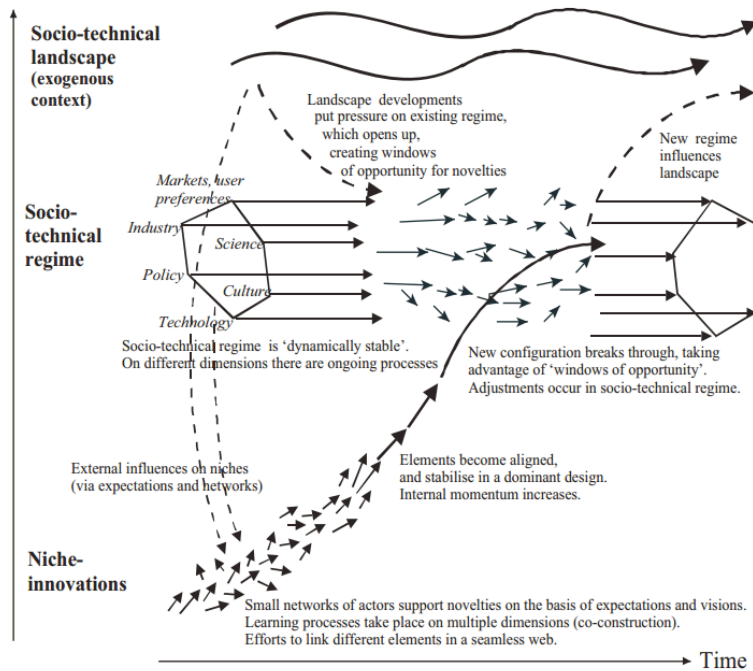 Socio-technical
landscape
(exogenous
context)
Landscape developments
put pressure on existing regime,
which opens up,
creating windows
of opportunity for novelties
New regime
influences
landscape
Socio-
technical
regime
Markets, user
preferences
Industry
Science
Policy
Culture
Technology
Socio-technical regime is ‘dynamically stable’.
On different dimensions there are ongoing processes
New configuration breaks through, taking
advantage of ‘windows of opportunity’.
Adjustments occur in socio-technical regime.
External influences on niches
(via expectations and networks)
Elements become aligned,
and stabilise in a dominant design.
Internal momentum increases.
Niche-
innovations
Small networks of actors support novelties on the basis of expectations and visions.
Learning processes take place on multiple dimensions (co-construction).
Efforts to link different elements in a seamless web.
Time